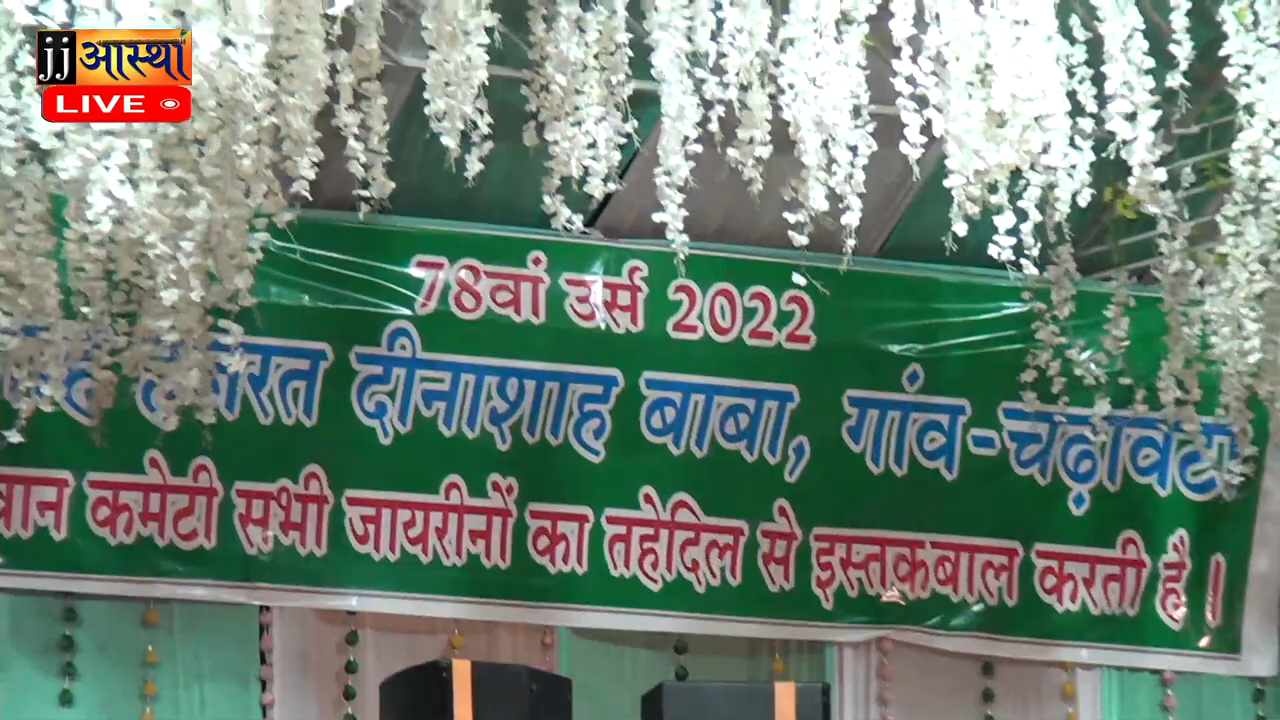 jj आस्था
LIVE
78वां उर्स 2022
दीनाशाह बाबा, गांव-चढ़ावटा
कमेटी सभी जायरीनों का तहेदिल से इस्तकबाल करती है ।